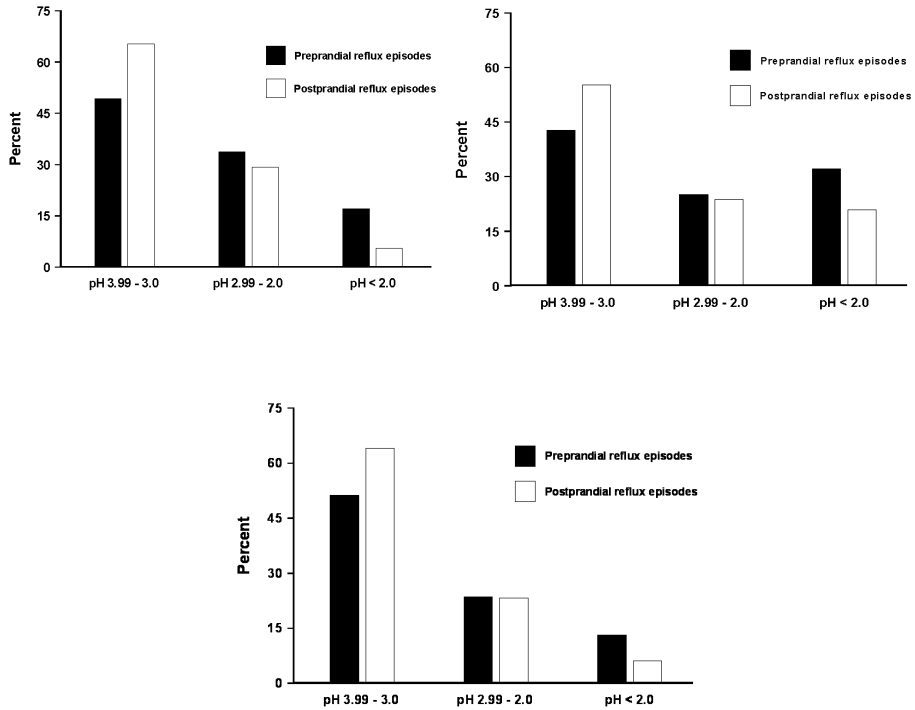 75
60
45
30
15
0
Percent
Preprandial reflux episodes
Postprandial reflux episodes
pH 3.99 - 3.0
pH 2.99 - 2.0
pH < 2.0
75
60
45
30
15
0
Percent
Preprandial reflux episodes
Postprandial reflux episodes
pH 3.99 - 3.0
pH 2.99 - 2.0
pH < 2.0
75
60
45
30
15
0
Percent
Preprandial reflux episodes
Postprandial reflux episodes
pH 3.99 - 3.0
pH 2.99 - 2.0
pH < 2.0